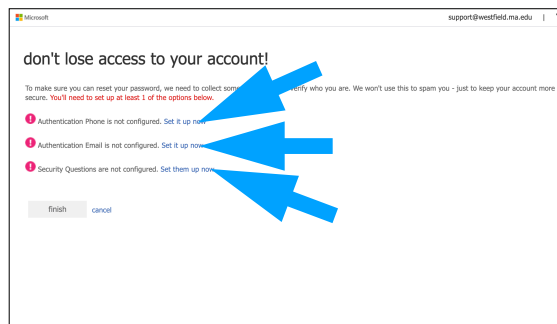 Microsoft
support@westfield.ma.edu |
don't lose access to your account!
To make sure you can reset your password, we need to collect some verify who you are. We won't use this to spam you - just to keep your account more
secure. You'll need to set up at least 1 of the options below.
! Authentication Phone is not configured. Set it up now
! Authentication Email is not configured. Set it up now
! Security Questions are not configured. Set them up now
finish cancel